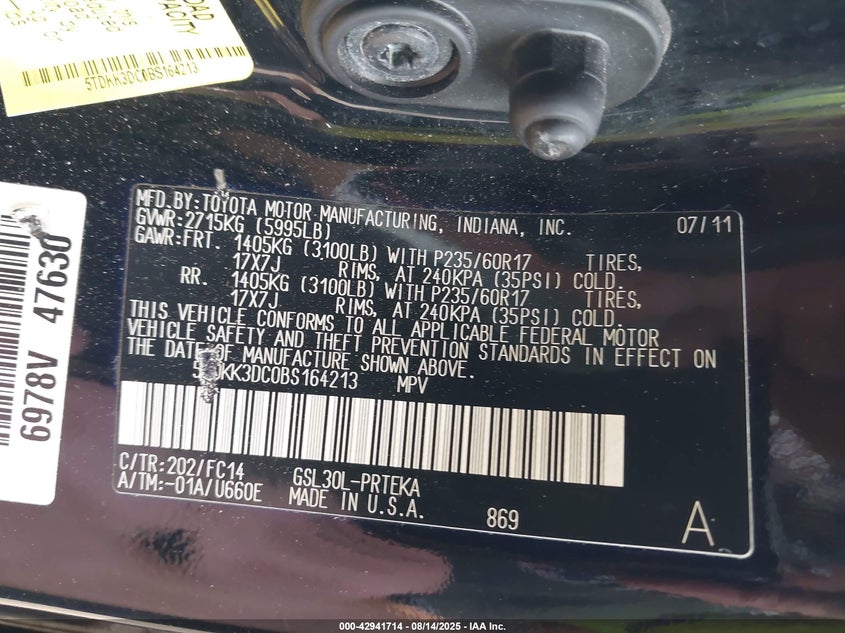 5TDKK3DC0BS164213
6978V 47630
MFD.BY:TOYOTA MOTOR MANUFACTURING, INDIANA, INC. 07/11
GVWR:2715KG (5995LB)
GAWR:FRT. 1405KG (3100LB) WITH P235/60R17 TIRES,
17X7J RIMS, AT 240KPA (35PSI) COLD.
RR. 1405KG (3100LB) WITH P235/60R17 TIRES,
17X7J RIMS, AT 240KPA (35PSI) COLD.
THIS VEHICLE CONFORMS TO ALL APPLICABLE FEDERAL MOTOR
VEHICLE SAFETY AND THEFT PREVENTION STANDARDS IN EFFECT ON
THE DATE OF MANUFACTURE SHOWN ABOVE.
5TDKK3DC0BS164213 MPV
C/TR:202/FC14 GSL30L-PRTEKA
A/TM:-01A/U660E MADE IN U.S.A. 869 A
000-42941714 - 08/14/2025 - IAA Inc.